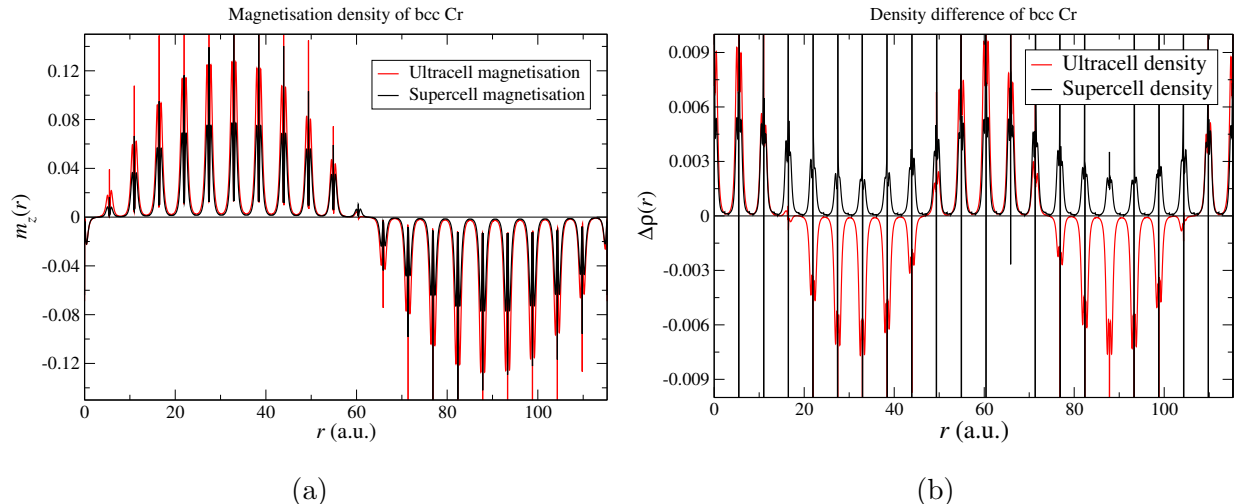 Magnetisation density of bcc Cr
0.12
0.08
0.04
0
-0.04
-0.08
-0.12
m_z(r)
Ultracell magnetisation
Supercell magnetisation
0 20 40 60 80 100
r (a.u.)
(a)
Density difference of bcc Cr
0.009
0.006
0.003
0
-0.003
-0.006
-0.009
Δρ(r)
Ultracell density
Supercell density
0 20 40 60 80 100
r (a.u.)
(b)